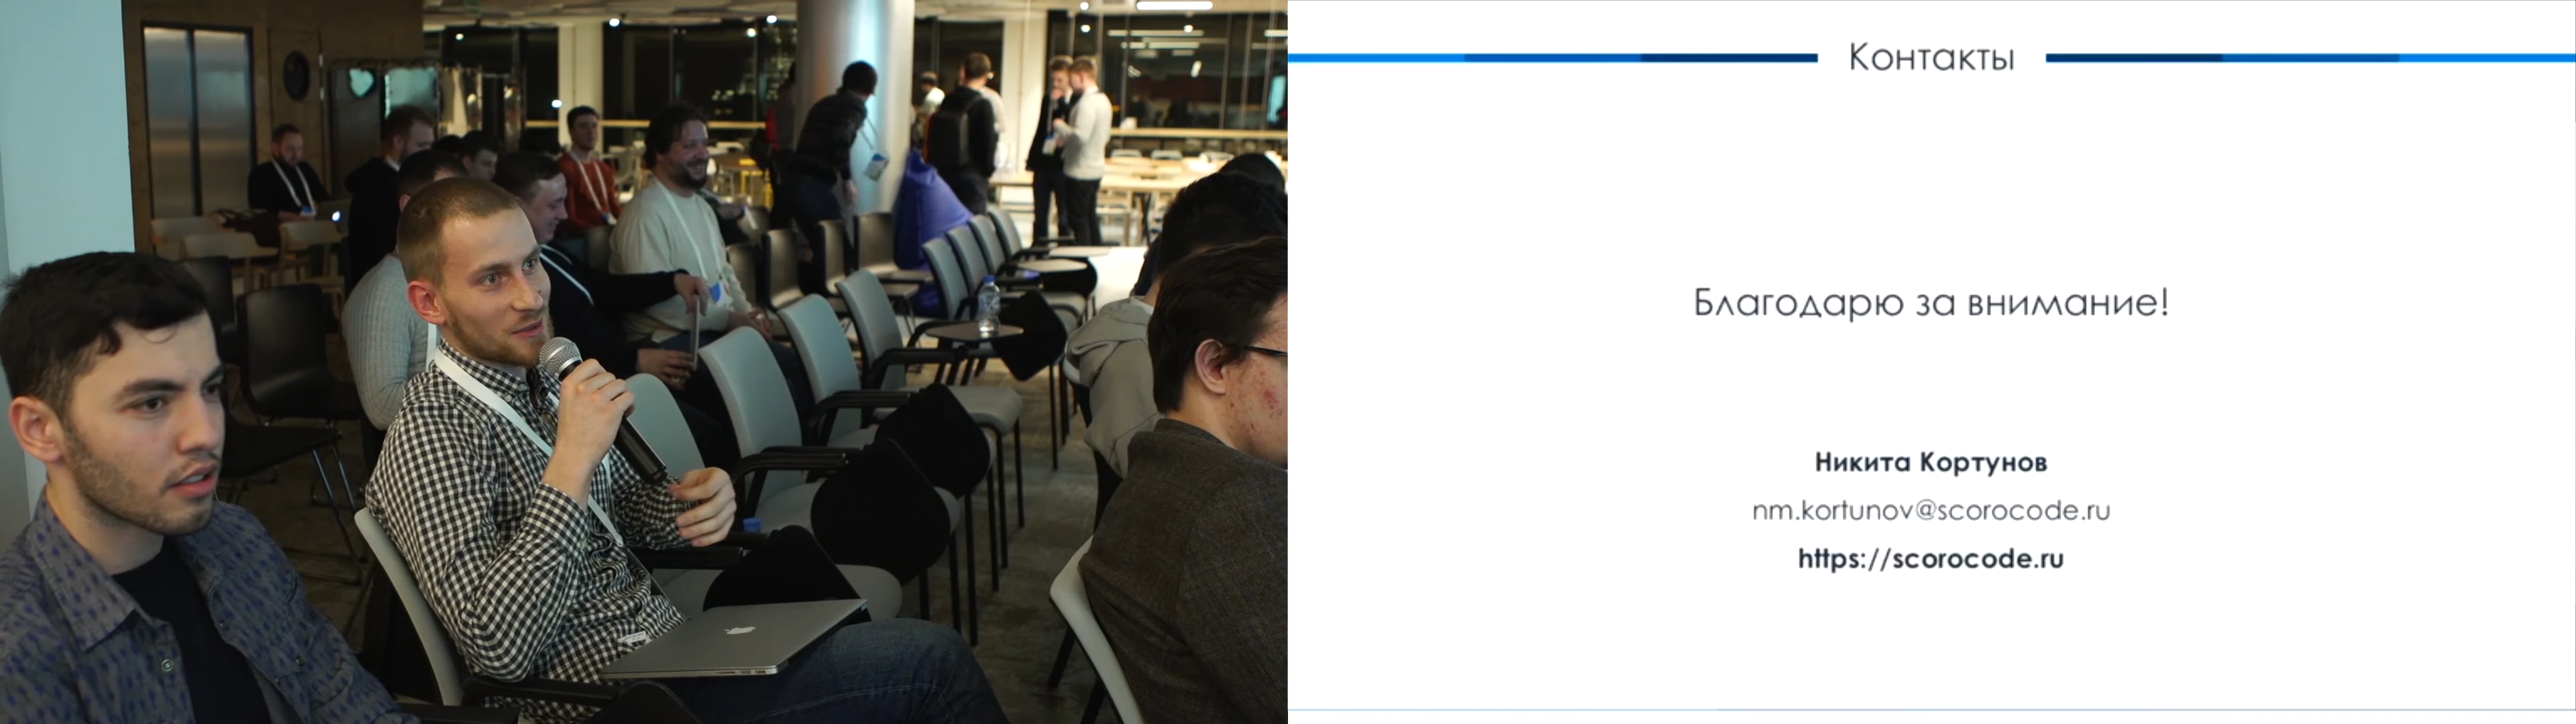 Контакты
Благодарю за внимание!
Никита Кортунов
nm.kortunov@scorocode.ru
https://scorocode.ru